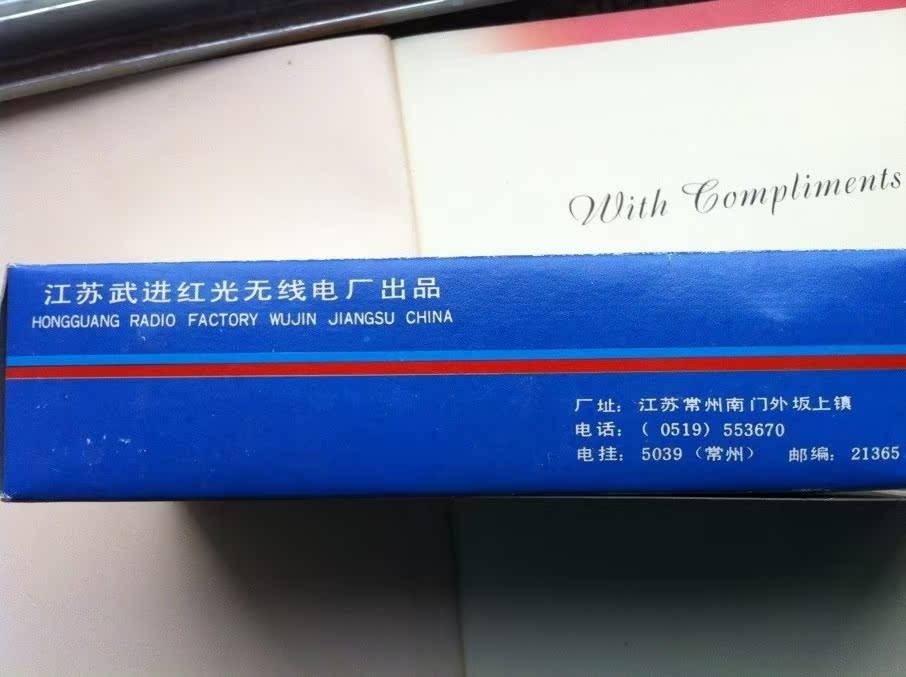 With Compliments
江苏武进红光无线电厂出品
HONGGUANG RADIO FACTORY WUJIN JIANGSU CHINA
厂址：江苏常州南门外坂上镇
电话：（0519）553670
电挂：5039（常州） 邮编：21365